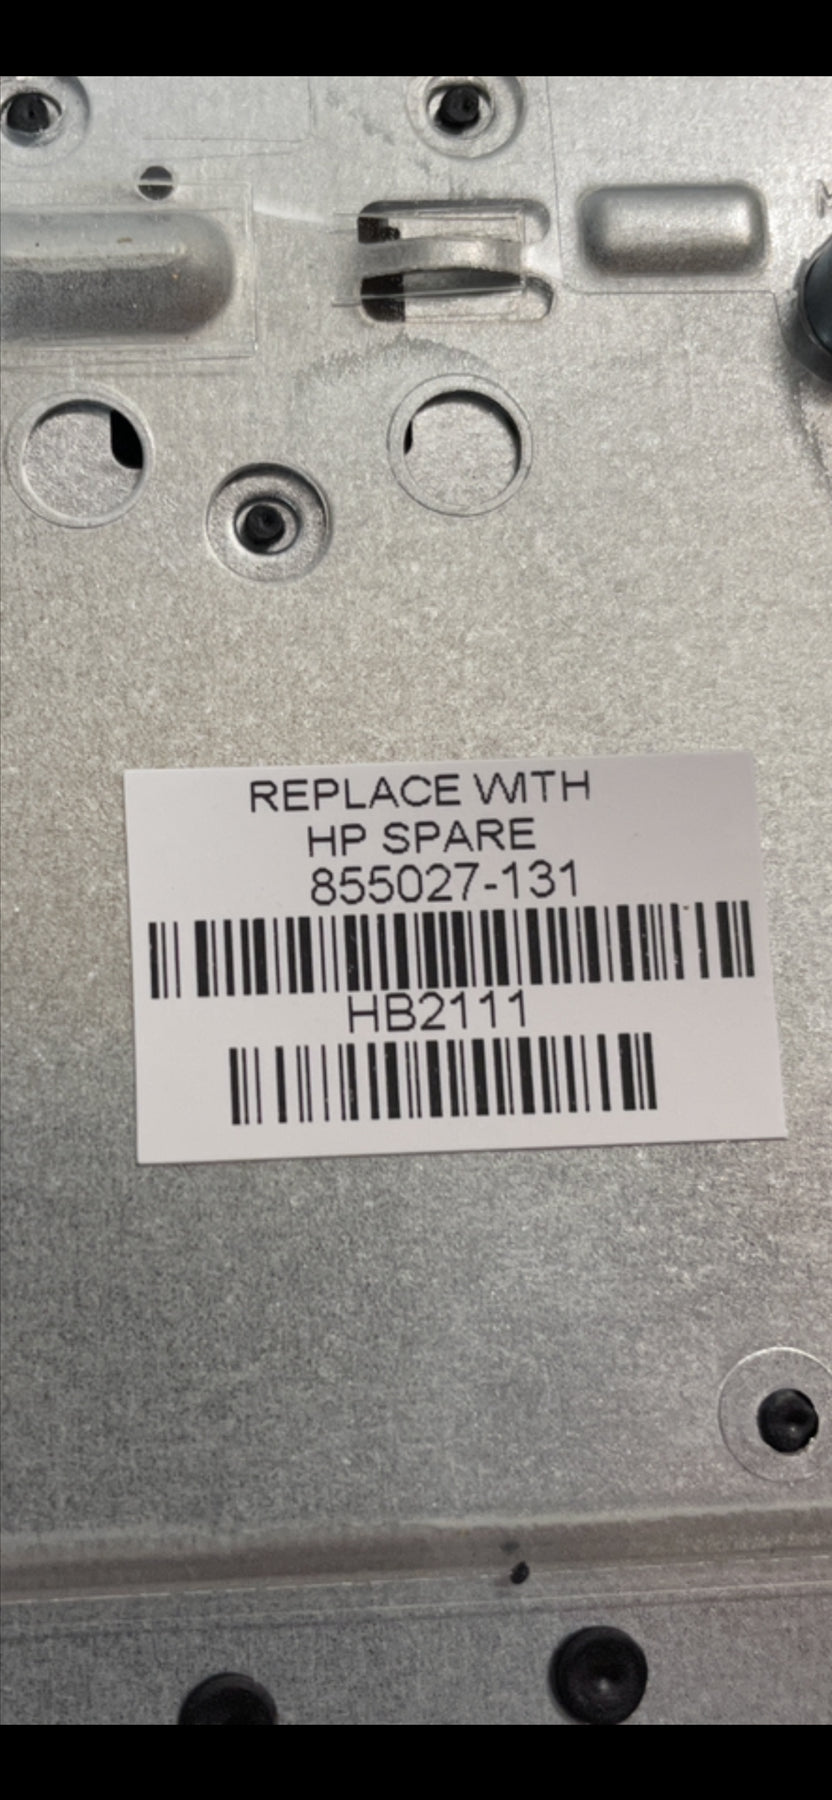 REPLACE WITH
HP SPARE
855027-131
HB2111